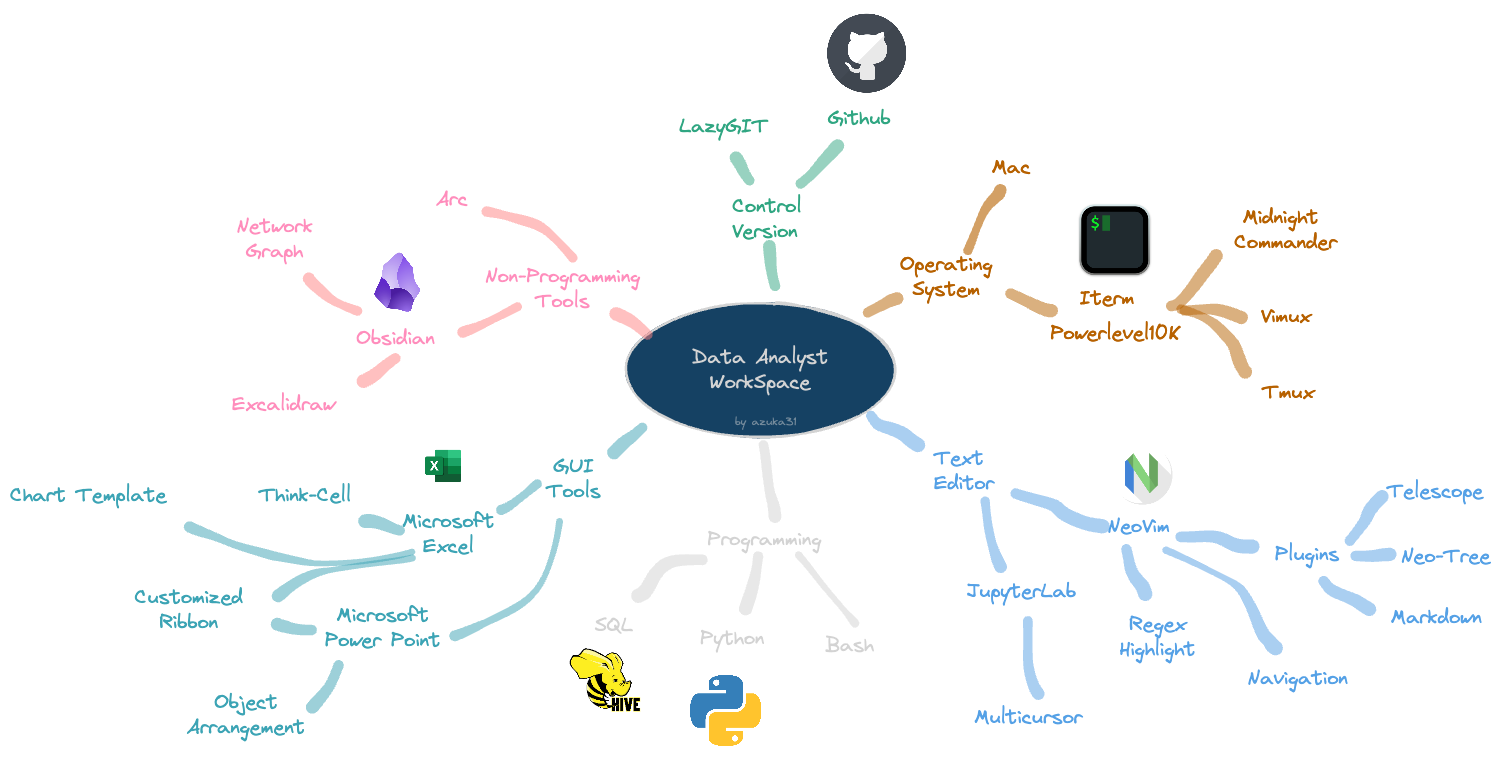 LazyGIT
Github
Control
Version
Mac
Operating
System
Iterm
Powerlevel10K
$
Midnight
Commander
Vimux
Tmux
Arc
Network
Graph
Non-Programming
Tools
Obsidian
Excalidraw
Data Analyst
WorkSpace
by azuka31
GUI
Tools
X
Microsoft
Excel
Think-Cell
Chart Template
Customized
Ribbon
Microsoft
Power Point
Object
Arrangement
Programming
SQL
HIVE
Python
Bash
Text
Editor
NeoVim
Plugins
Telescope
Neo-Tree
Markdown
JupyterLab
Multicursor
Regex
Highlight
Navigation